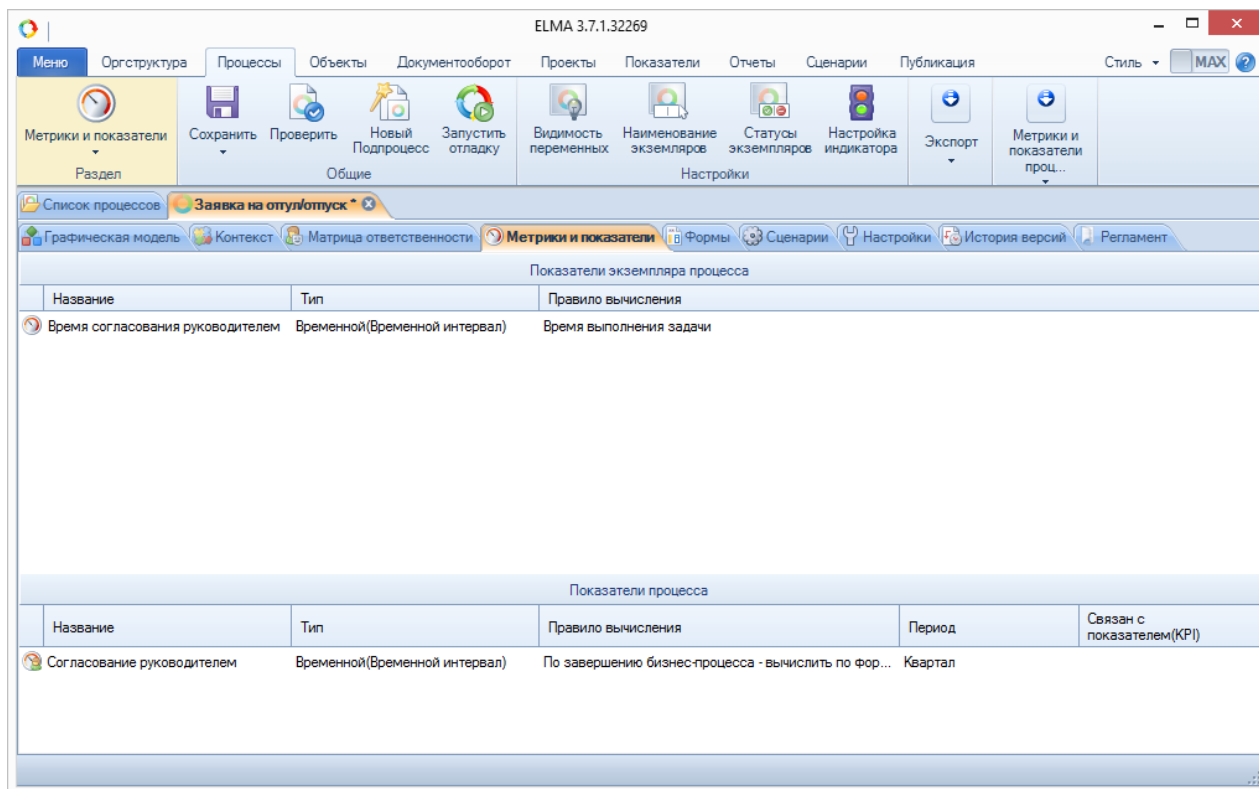 ELMA 3.7.1.32269
Меню Оргструктура Процессы Объекты Документооборот Проекты Показатели Отчеты Сценарии Публикация Стиль MAX
Метрики и показатели
Раздел
Сохранить Проверить Новый Подпроцесс Запустить отладку
Общие
Видимость переменных Наименование экземпляров Статусы экземпляров Настройка индикатора
Настройки
Экспорт
Метрики и показатели проц...
Список процессов Заявка на отгул/отпуск *
Графическая модель Контекст Матрица ответственности Метрики и показатели Формы Сценарии Настройки История версий Регламент
Показатели экземпляра процесса
Название Тип Правило вычисления
Время согласования руководителем Временной(Временной интервал) Время выполнения задачи
Показатели процесса
Название Тип Правило вычисления Период Связан с показателем(KPI)
Согласование руководителем Временной(Временной интервал) По завершению бизнес-процесса - вычислить по фор... Квартал